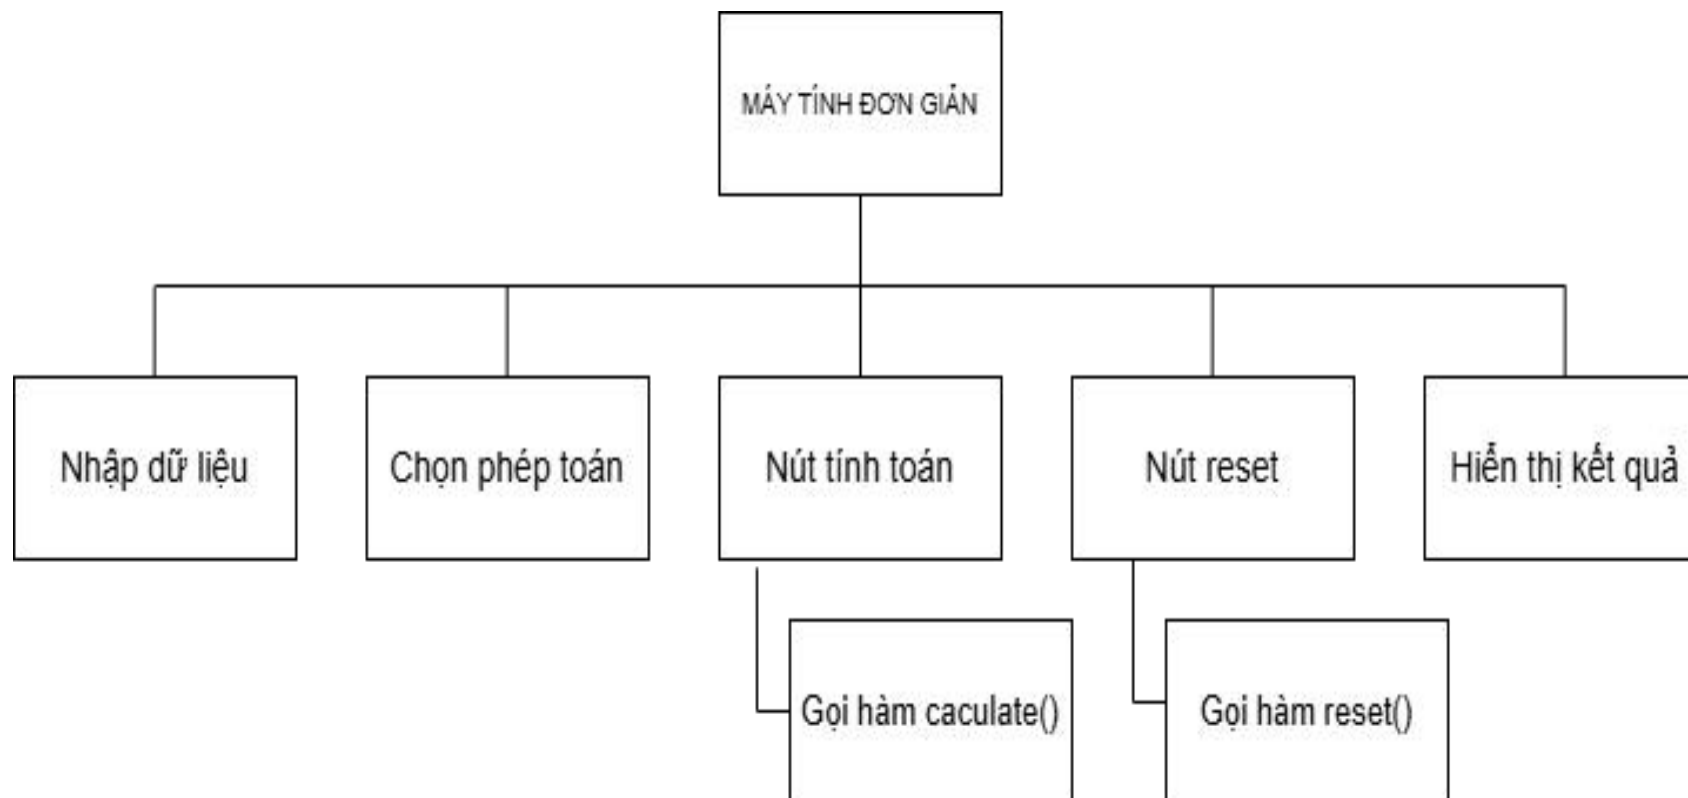 MÁY TÍNH ĐƠN GIẢN
Nhập dữ liệu
Chọn phép toán
Nút tính toán
Nút reset
Hiển thị kết quả
Gọi hàm caculate()
Gọi hàm reset()